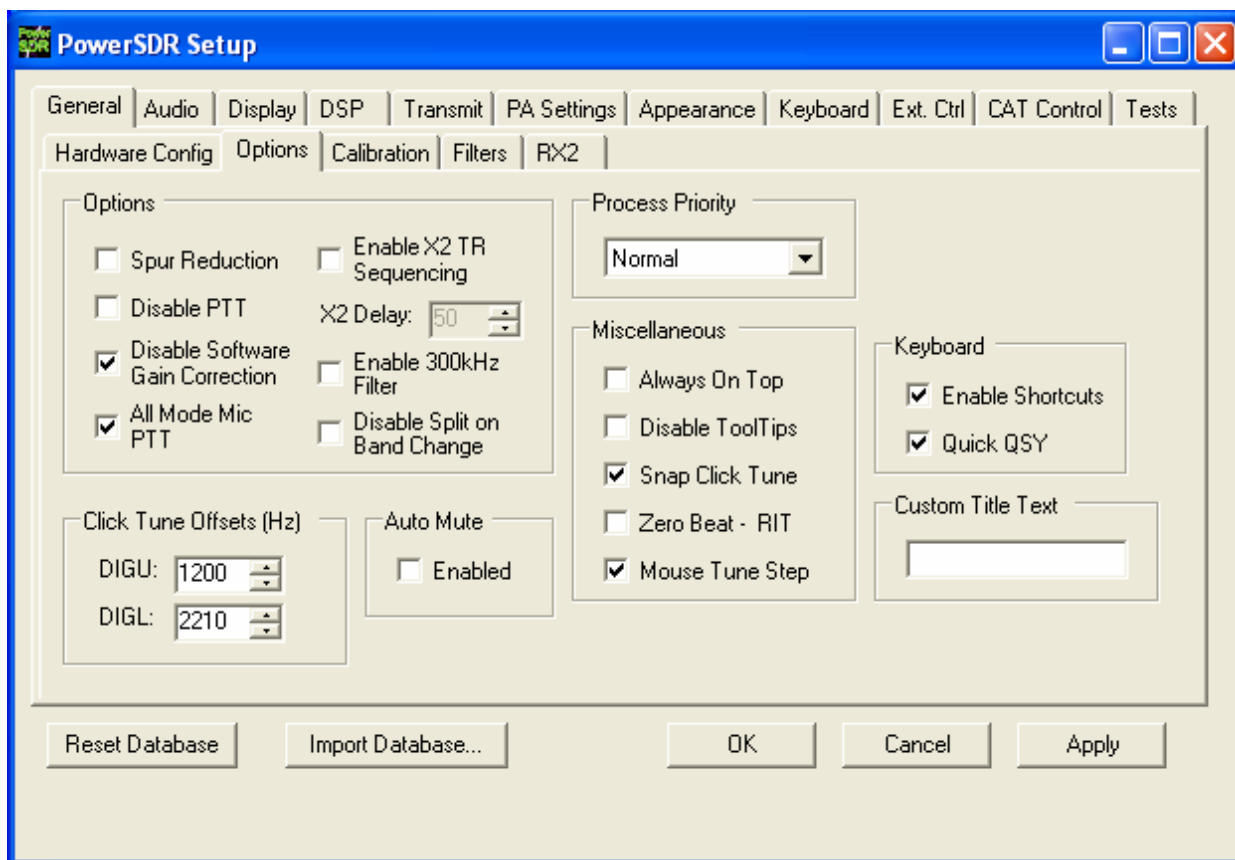 Power SDR PowerSDR Setup
General Audio Display DSP Transmit PA Settings Appearance Keyboard Ext. Ctrl CAT Control Tests
Hardware Config Options Calibration Filters RX2
Options
Spur Reduction
Disable PTT
Disable Software
Gain Correction
All Mode Mic
PTT
Enable X2 TR
Sequencing
X2 Delay: 50
Enable 300kHz
Filter
Disable Split on
Band Change
Process Priority
Normal
Miscellaneous
Always On Top
Disable ToolTips
Snap Click Tune
Zero Beat - RIT
Mouse Tune Step
Keyboard
Enable Shortcuts
Quick QSY
Click Tune Offsets (Hz)
DIGU: 1200
DIGL: 2210
Auto Mute
Enabled
Custom Title Text
Reset Database Import Database... OK Cancel Apply